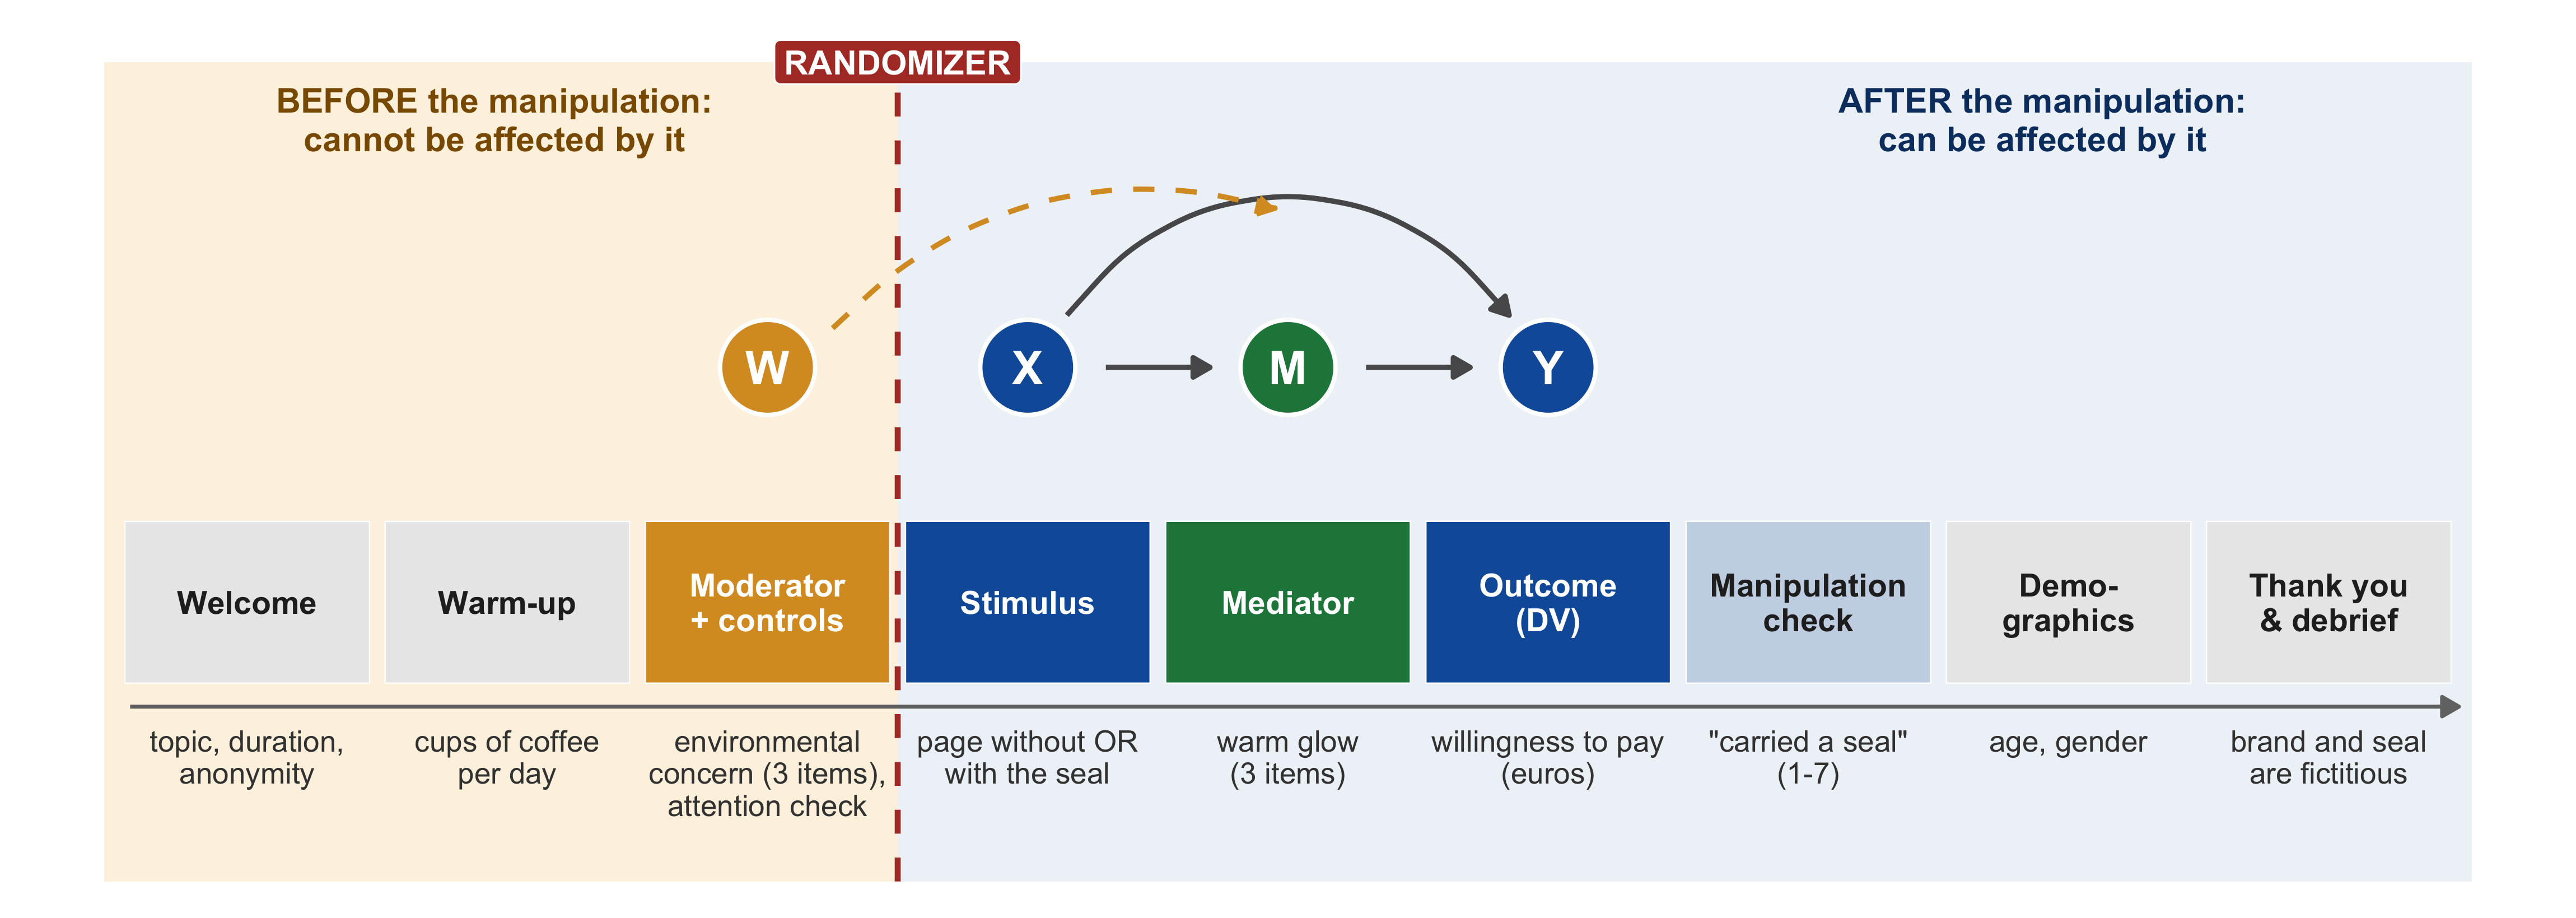 RANDOMIZER
BEFORE the manipulation:
cannot be affected by it
AFTER the manipulation:
can be affected by it
W
X
M
Y
Welcome
Warm-up
Moderator
+ controls
Stimulus
Mediator
Outcome
(DV)
Manipulation
check
Demo-
graphics
Thank you
& debrief
topic, duration,
anonymity
cups of coffee
per day
environmental
concern (3 items),
attention check
page without OR
with the seal
warm glow
(3 items)
willingness to pay
(euros)
"carried a seal"
(1-7)
age, gender
brand and seal
are fictitious